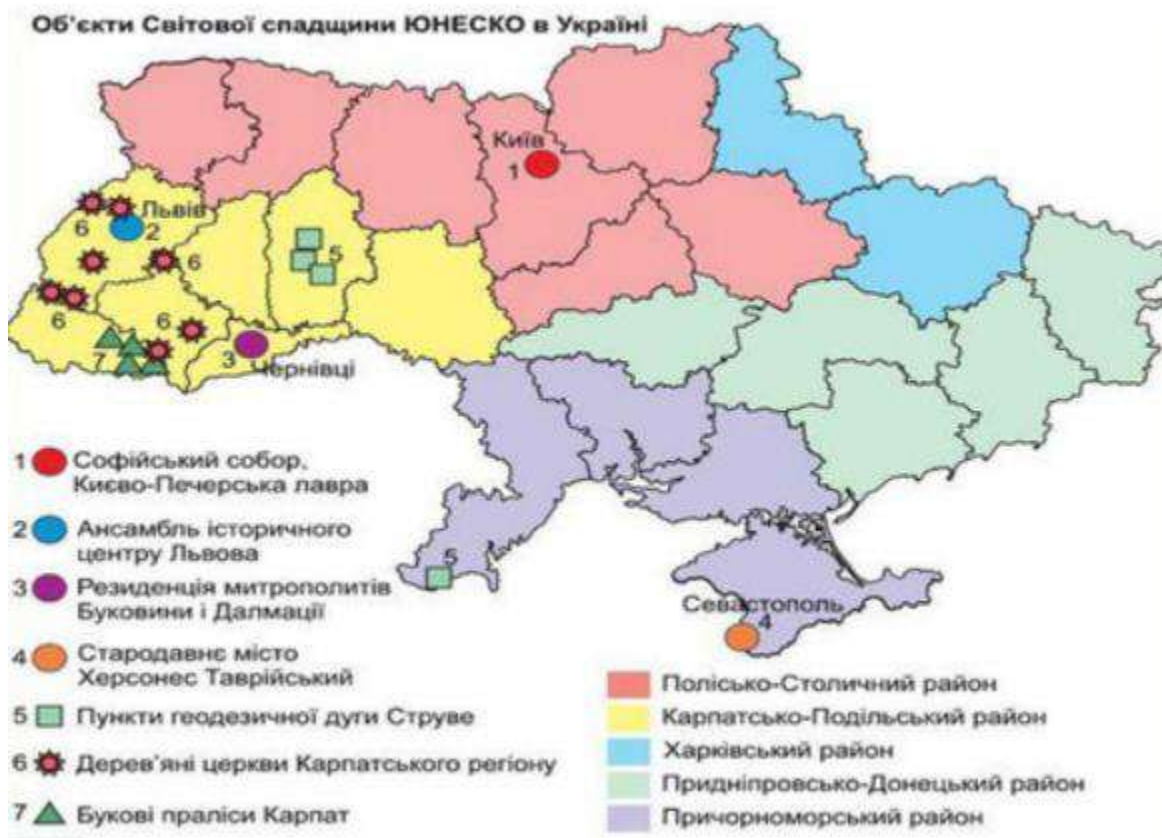 Об'єкти Світової спадщини ЮНЕСКО в Україні
Київ
1
Львів
6
2
6
5
6
6
7
3
Чернівці
5
Севастополь
4
1 Софійський собор,
Києво-Печерська лавра
2 Ансамбль історичного
центру Львова
3 Резиденція митрополитів
Буковини і Далмації
4 Стародавнє місто
Херсонес Таврійський
5 Пункти геодезичної дуги Струве
6 Дерев'яні церкви Карпатського регіону
7 Букові праліси Карпат
Полісько-Столичний район
Карпатсько-Подільський район
Харківський район
Придніпровсько-Донецький район
Причорноморський район